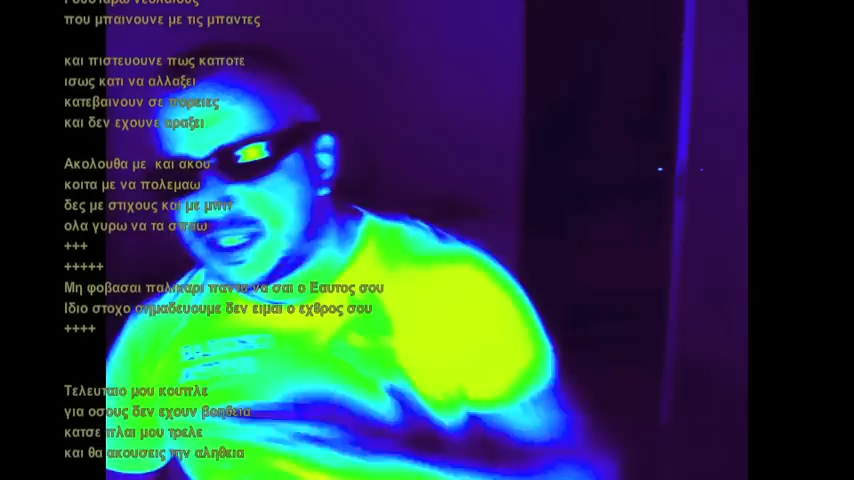 που μπαινουνε με τις μπαντες
και πιστευουνε πως καποτε
ισως κατι να αλλαξει
κατεβαινουν σε πορειες
και δεν εχουνε αραξει
Ακολουθα με και ακου
κοιτα με να πολεμαω
δες με στιχους και με μπιτ
ολα γυρω να τα σπαω
+++
+++++
Μη φοβασαι παλικαρι παντα να σαι ο Εαυτος σου
Ιδιο στοχο σημαδευουμε δεν ειμαι ο εχθρος σου
++++
Τελευταιο μου κουπλε
για οσους δεν εχουν βοηθεια
κατσε πλαι μου τρελε
και θα ακουσεις την αληθεια